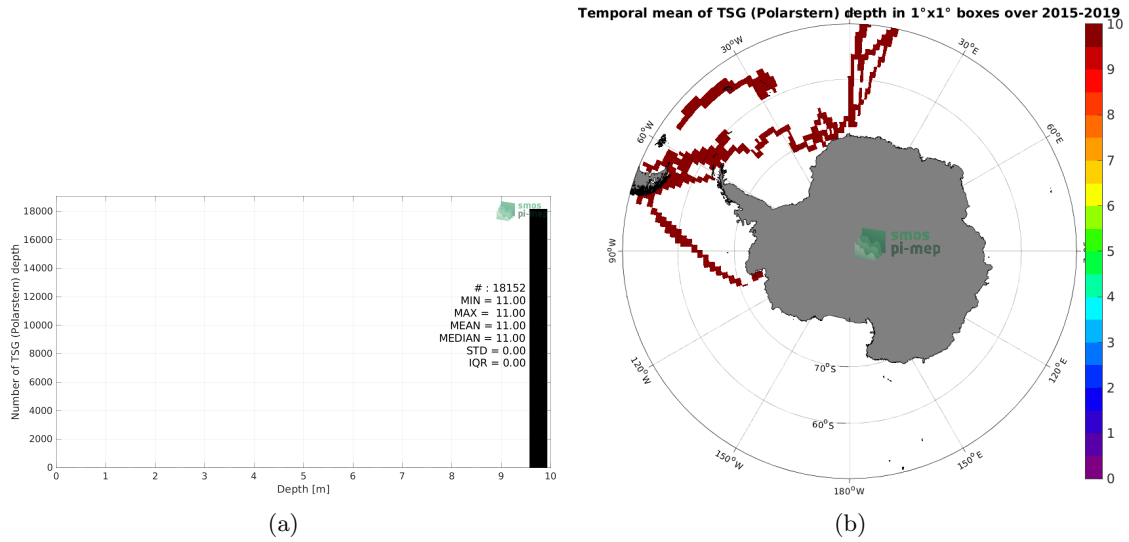 Temporal mean of TSG (Polarstern) depth in 1°x1° boxes over 2015-2019
18000
16000
14000
12000
10000
8000
6000
4000
2000
0
Number of TSG (Polarstern) depth
smos
pi-mep
# : 18152
MIN = 11.00
MAX = 11.00
MEAN = 11.00
MEDIAN = 11.00
STD = 0.00
IQR = 0.00
0 1 2 3 4 5 6 7 8 9 10
Depth [m]
(a)
0°
30°W
30°E
60°W
60°E
90°W
120°W
120°E
150°W
150°E
180°W
70°S
60°S
smos
pi-mep
10
9
8
7
6
5
4
3
2
1
0
(b)